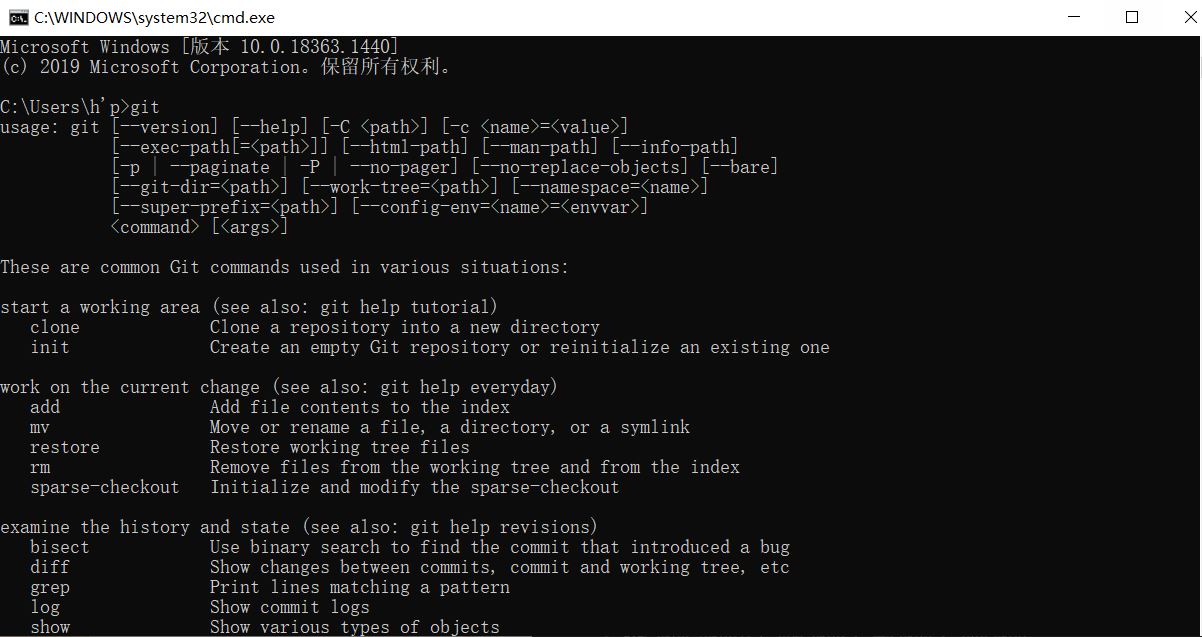 C:\WINDOWS\system32\cmd.exe
Microsoft Windows [版本 10.0.18363.1440]
(c) 2019 Microsoft Corporation。保留所有权利。
C:\Users\h'p>git
usage: git [--version] [--help] [-C <path>] [-c <name>=<value>]
           [--exec-path[=<path>]] [--html-path] [--man-path] [--info-path]
           [-p | --paginate | -P | --no-pager] [--no-replace-objects] [--bare]
           [--git-dir=<path>] [--work-tree=<path>] [--namespace=<name>]
           [--super-prefix=<path>] [--config-env=<name>=<envvar>]
           <command> [<args>]
These are common Git commands used in various situations:
start a working area (see also: git help tutorial)
   clone             Clone a repository into a new directory
   init              Create an empty Git repository or reinitialize an existing one
work on the current change (see also: git help everyday)
   add               Add file contents to the index
   mv                Move or rename a file, a directory, or a symlink
   restore           Restore working tree files
   rm                Remove files from the working tree and from the index
   sparse-checkout   Initialize and modify the sparse-checkout
examine the history and state (see also: git help revisions)
   bisect            Use binary search to find the commit that introduced a bug
   diff              Show changes between commits, commit and working tree, etc
   grep              Print lines matching a pattern
   log               Show commit logs
   show              Show various types of objects